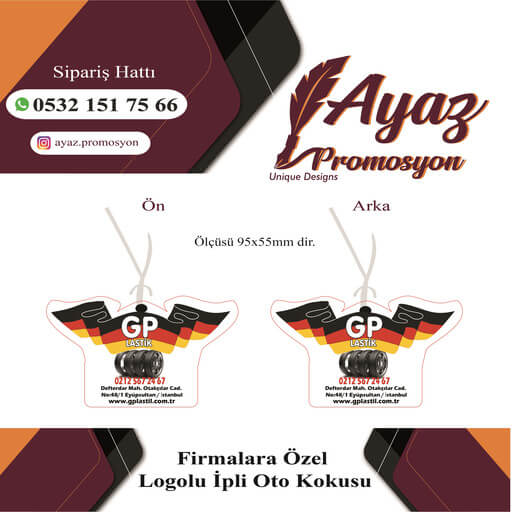 Sipariş Hattı
0532 151 75 66
ayaz.promosyon
Ayaz
Promosyon
Unique Designs
Ön
Arka
Ölçüsü 95x55mm dir.
GP
LASTİK
0212 567 24 67
Defterdar Mah. Otakçılar Cad.
No:48/1 Eyüpsultan / İstanbul
www.gplastil.com.tr
GP
LASTİK
0212 567 24 67
Defterdar Mah. Otakçılar Cad.
No:48/1 Eyüpsultan / İstanbul
www.gplastil.com.tr
Firmalara Özel
Logolu İpli Oto Kokusu